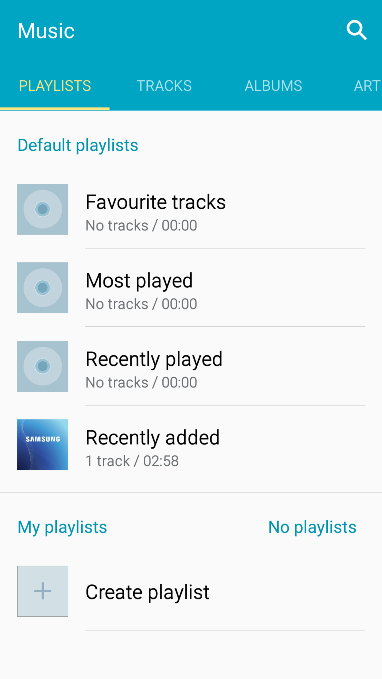 Music
PLAYLISTS TRACKS ALBUMS ART
Default playlists
Favourite tracks
No tracks / 00:00
Most played
No tracks / 00:00
Recently played
No tracks / 00:00
SAMSUNG
Recently added
1 track / 02:58
My playlists No playlists
Create playlist